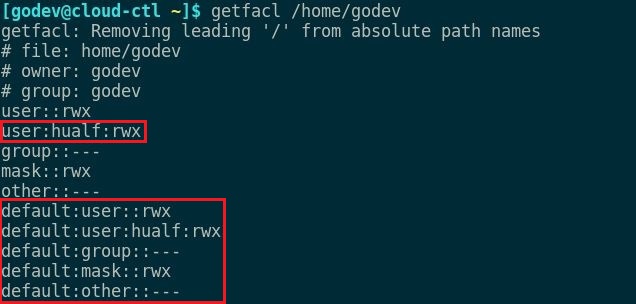 [godev@cloud-ctl ~]$ getfacl /home/godev
getfacl: Removing leading '/' from absolute path names
# file: home/godev
# owner: godev
# group: godev
user::rwx
user:hualf:rwx
group::---
mask::rwx
other::---
default:user::rwx
default:user:hualf:rwx
default:group::---
default:mask::rwx
default:other::---